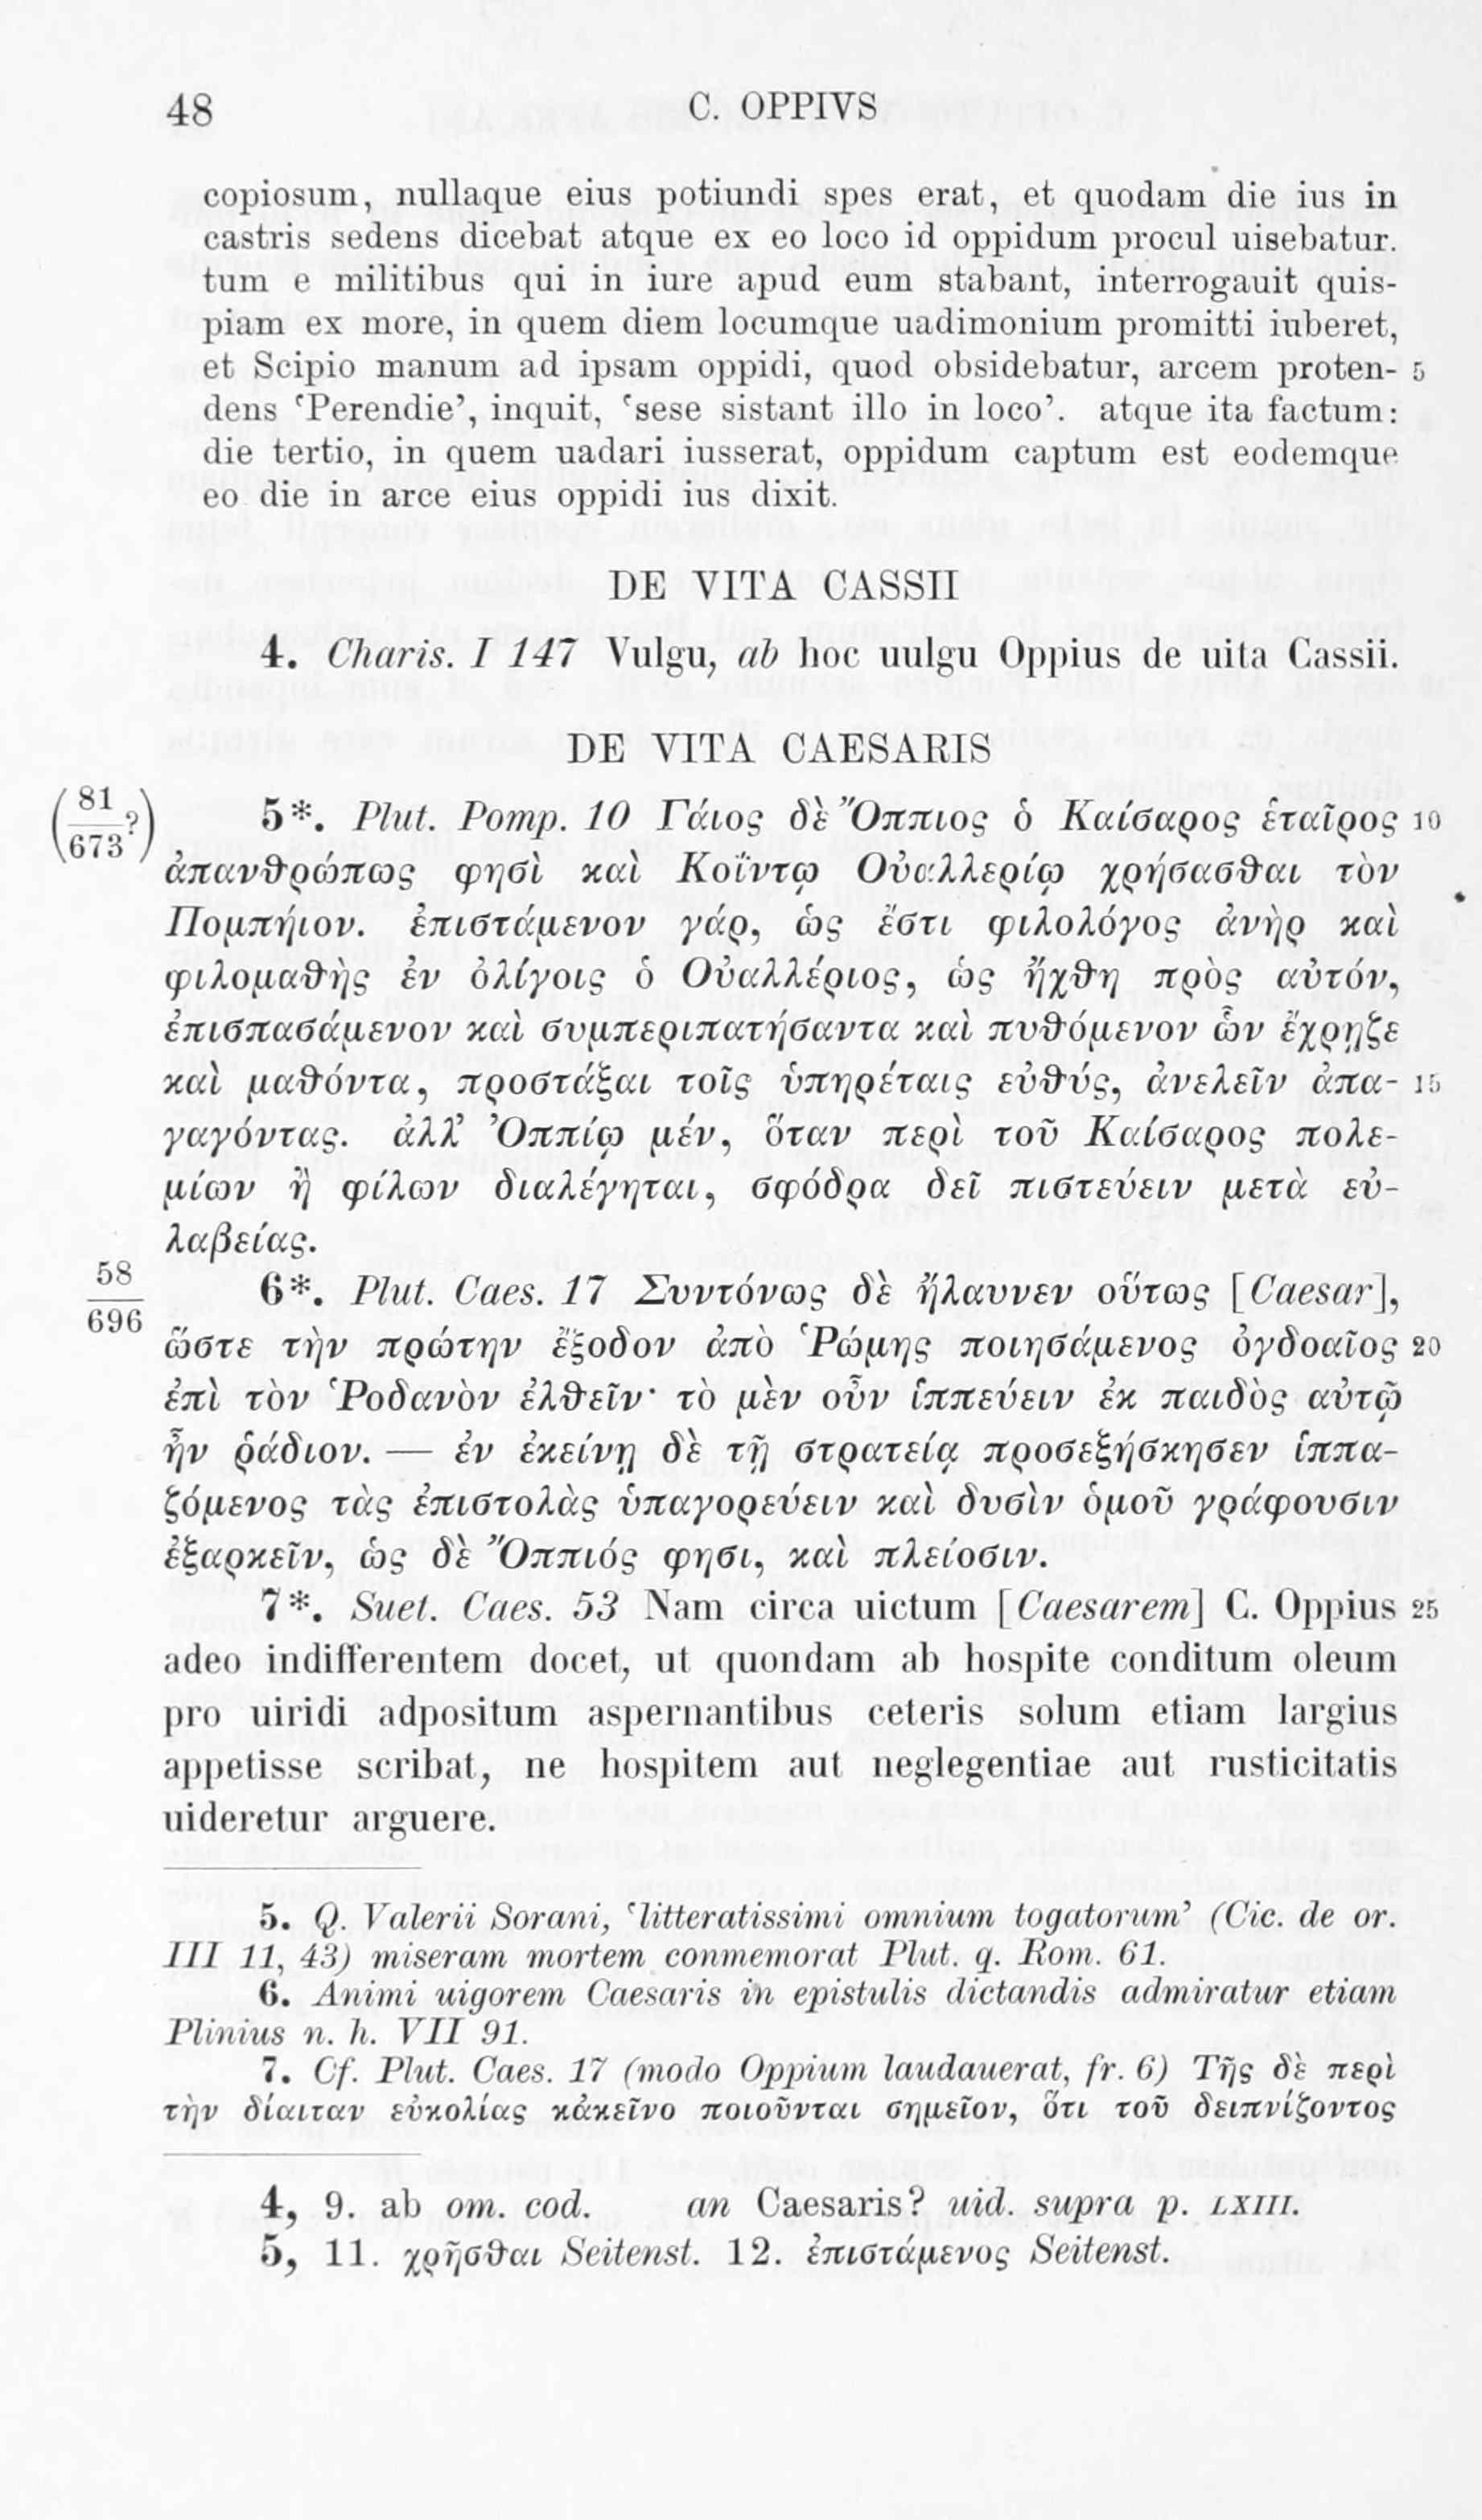 48
C. OPPIVS
copiosum, nullaque eius potiundi spes erat, et quodam die ius in
castris sedens dicebat atque ex eo loco id oppidum procul uisebatur.
tum e militibus qui in iure apud eum stabant, interrogauit quis-
piam ex more, in quem diem locumque uadimonium promitti iuberet,
et Scipio manum ad ipsam oppidi, quod obsidebatur, arcem proten- 5
dens ‘Perendie’, inquit, ‘sese sistant illo in loco’. atque ita factum:
die tertio, in quem uadari iusserat, oppidum captum est eodemque
eo die in arce eius oppidi ius dixit.
DE VITA CASSII
4. Charis. I 147 Vulgu, ab hoc uulgu Oppius de uita Cassii.
DE VITA CAESARIS
(81/673?)
5*. Plut. Pomp. 10 Γάιος δὲ Ὄππιος ὁ Καίσαρος ἑταῖρος 10
ἀπανθρώπως φησὶ καὶ Κοΐντῳ Οὐαλλερίῳ χρήσασθαι τὸν
Πομπήιον. ἐπιστάμενον γάρ, ὡς ἔστι φιλολόγος ἀνὴρ καὶ
φιλομαθὴς ἐν ὀλίγοις ὁ Οὐαλλέριος, ὡς ἤχθη πρὸς αὐτόν,
ἐπισπασάμενον καὶ συμπεριπατήσαντα καὶ πυθόμενον ὧν ἔχρῃζε
καὶ μαθόντα, προστάξαι τοῖς ὑπηρέταις εὐθύς, ἀνελεῖν ἀπα- 15
γαγόντας. ἀλλ’ Ὀππίῳ μέν, ὅταν περὶ τοῦ Καίσαρος πολε-
μίων ἢ φίλων διαλέγηται, σφόδρα δεῖ πιστεύειν μετὰ εὐ-
λαβείας.
58/696
6*. Plut. Caes. 17 Συντόνως δὲ ἤλαυνεν οὕτως [Caesar],
ὥστε τὴν πρώτην ἔξοδον ἀπὸ Ῥώμης ποιησάμενος ὀγδοαῖος 20
ἐπὶ τὸν Ῥοδανὸν ἐλθεῖν· τὸ μὲν οὖν ἱππεύειν ἐκ παιδὸς αὐτῷ
ἦν ῥάδιον. — ἐν ἐκείνῃ δὲ τῇ στρατείᾳ προσεξήσκησεν ἱππα-
ζόμενος τὰς ἐπιστολὰς ὑπαγορεύειν καὶ δυσὶν ὁμοῦ γράφουσιν
ἐξαρκεῖν, ὡς δὲ Ὄππιός φησι, καὶ πλείοσιν.
7*. Suet. Caes. 53 Nam circa uictum [Caesarem] C. Oppius 25
adeo indifferentem docet, ut quondam ab hospite conditum oleum
pro uiridi adpositum aspernantibus ceteris solum etiam largius
appetisse scribat, ne hospitem aut neglegentiae aut rusticitatis
uideretur arguere.
5. Q. Valerii Sorani, ‘litteratissimi omnium togatorum’ (Cic. de or.
III 11, 43) miseram mortem conmemorat Plut. q. Rom. 61.
6. Animi uigorem Caesaris in epistulis dictandis admiratur etiam
Plinius n. h. VII 91.
7. Cf. Plut. Caes. 17 (modo Oppium laudauerat, fr. 6) Τῆς δὲ περὶ
τὴν δίαιταν εὐκολίας κἀκεῖνο ποιοῦνται σημεῖον, ὅτι τοῦ δειπνίζοντος
4, 9. ab om. cod. an Caesaris? uid. supra p. LXIII.
5, 11. χρῆσθαι Seitenst. 12. ἐπιστάμενος Seitenst.